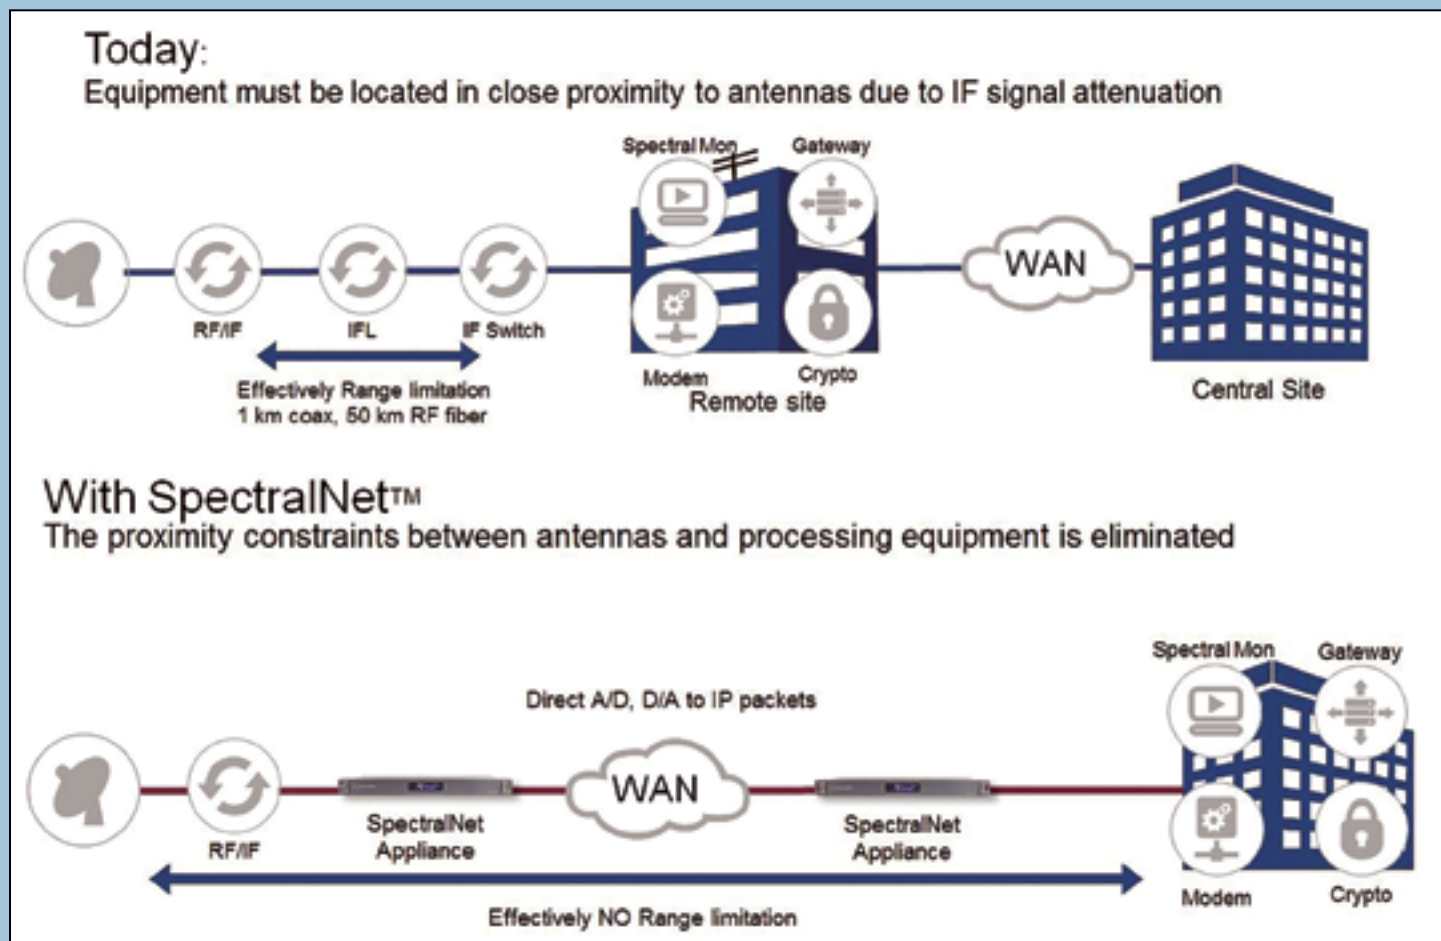 Today:
Equipment must be located in close proximity to antennas due to IF signal attenuation
Spectral Mon
Gateway
WAN
RF/IF
IFL
IF Switch
Effectively Range limitation
1 km coax, 50 km RF fiber
Modem
Crypto
Remote site
Central Site
With SpectralNet™
The proximity constraints between antennas and processing equipment is eliminated
Spectral Mon
Gateway
Direct A/D, D/A to IP packets
WAN
RF/IF
SpectralNet
Appliance
SpectralNet
Appliance
Modem
Crypto
Effectively NO Range limitation